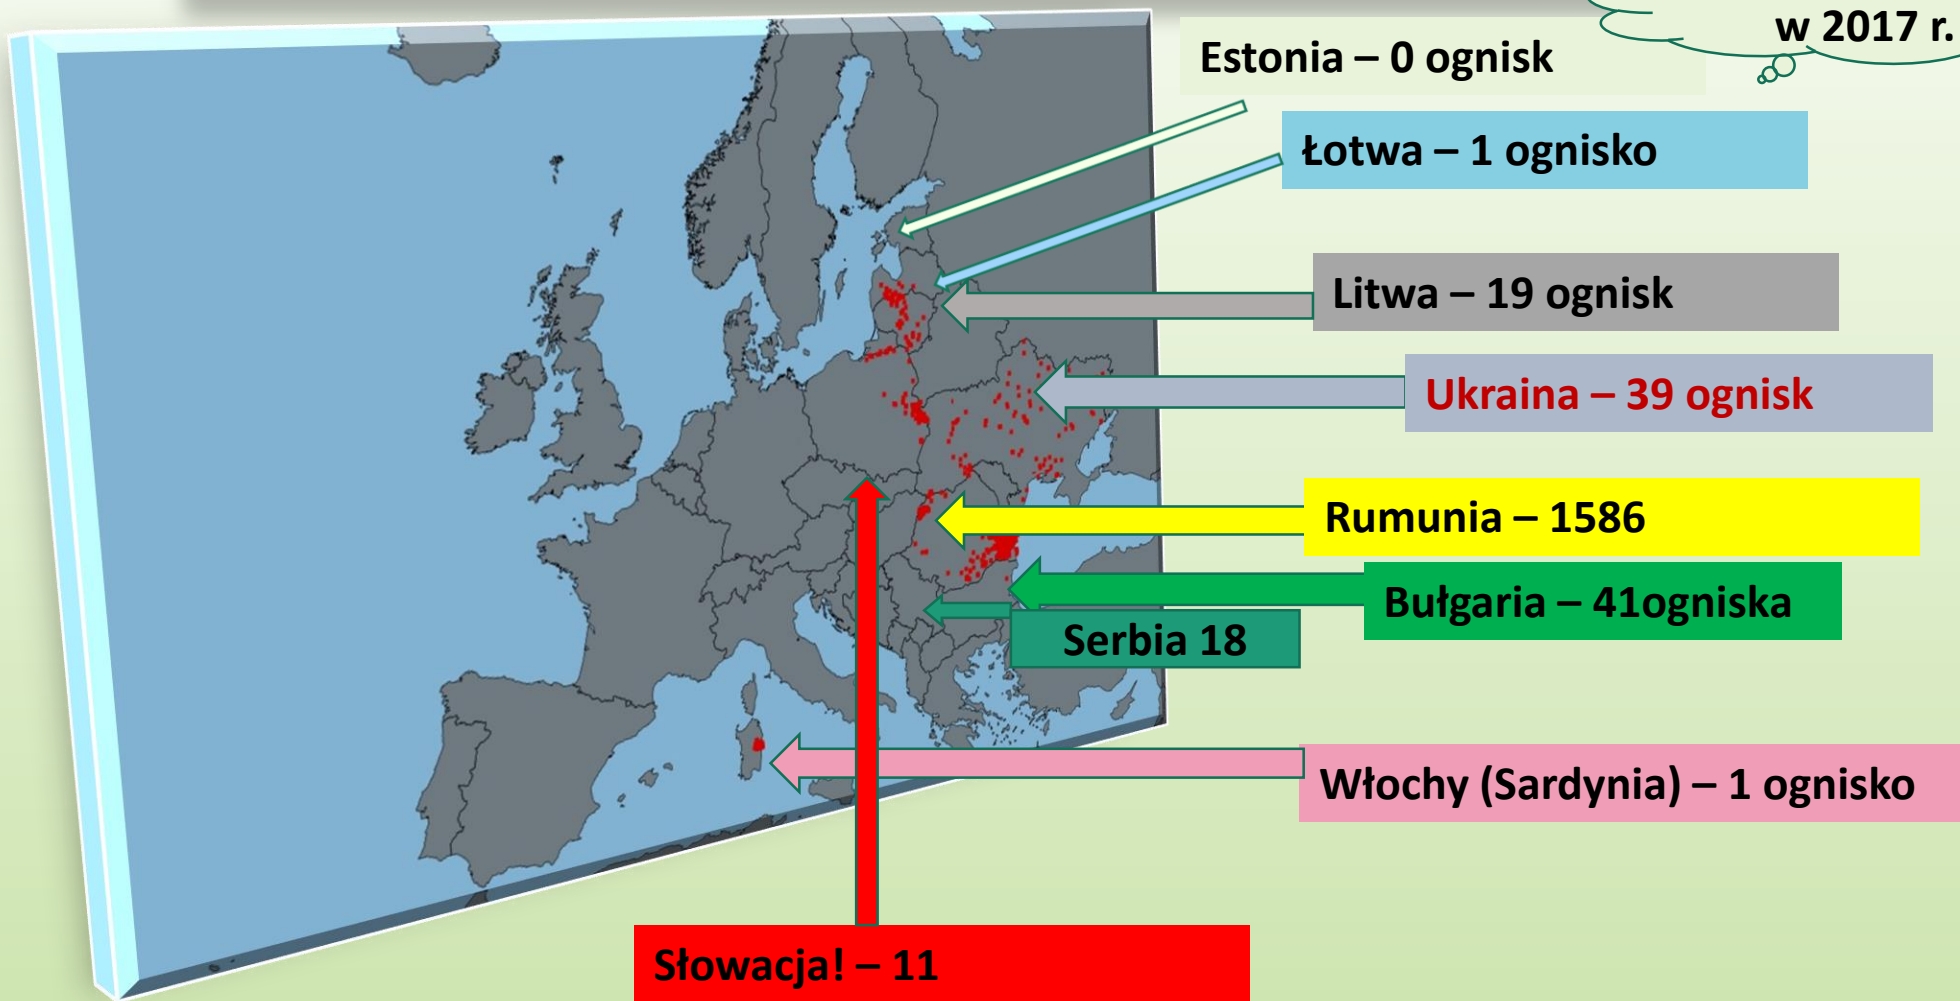 w 2017 r.
Estonia – 0 ognisk
Łotwa – 1 ognisko
Litwa – 19 ognisk
Ukraina – 39 ognisk
Rumunia – 1586
Bułgaria – 41ogniska
Serbia 18
Włochy (Sardynia) – 1 ognisko
Słowacja! – 11